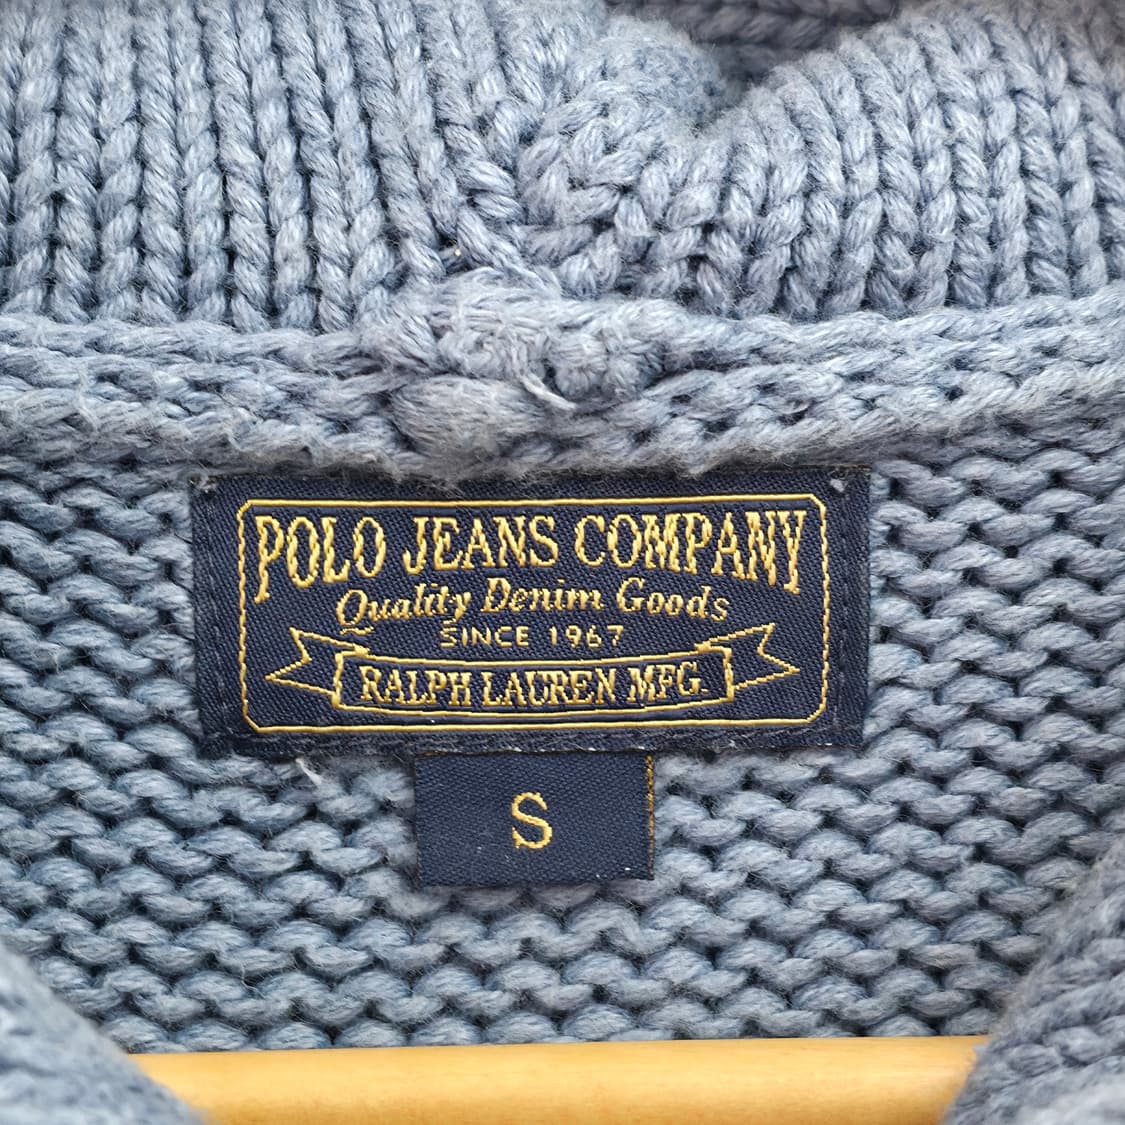 POLO JEANS COMPANY
Quality Denim Goods
SINCE 1967
RALPH LAUREN MFG.
S